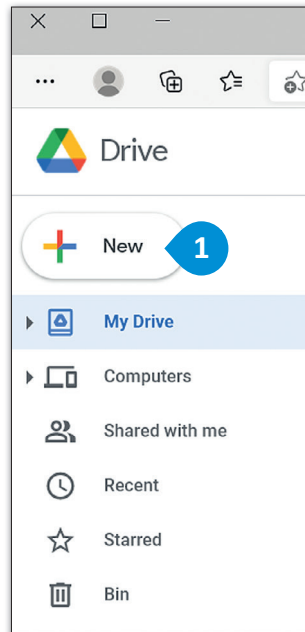 Drive
New
1
My Drive
Computers
Shared with me
Recent
Starred
Bin